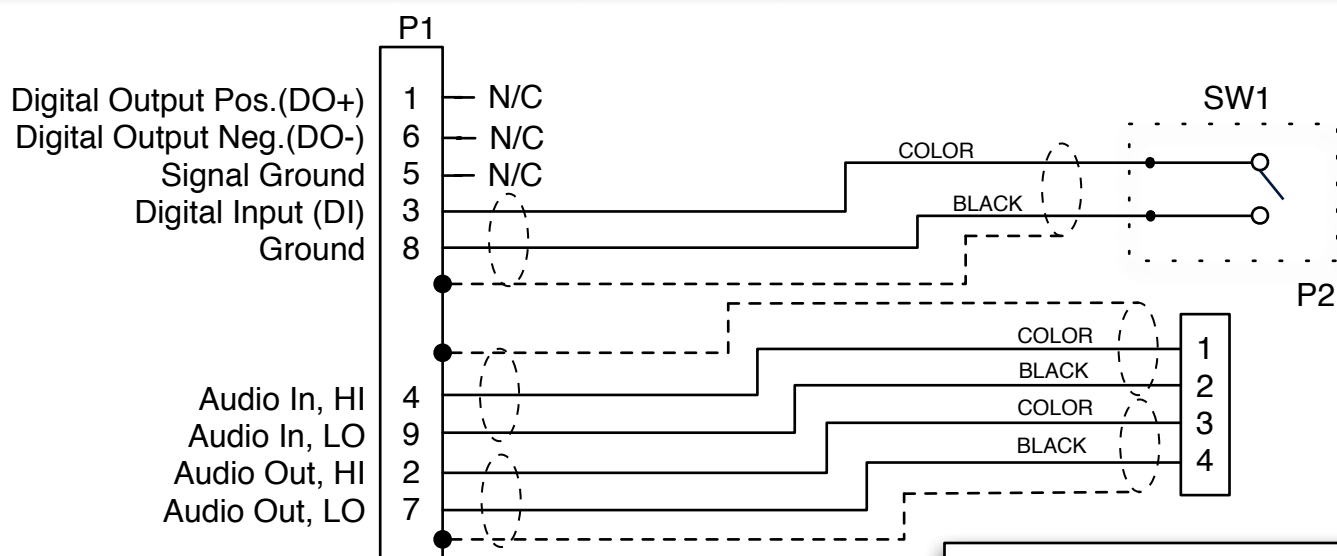 P1
Digital Output Pos.(DO+) 1 N/C
SW1
Digital Output Neg.(DO-) 6 N/C
COLOR
Signal Ground 5 N/C
BLACK
Digital Input (DI) 3
Ground 8
P2
COLOR 1
BLACK 2
Audio In, HI 4
COLOR 3
Audio In, LO 9
BLACK 4
Audio Out, HI 2
Audio Out, LO 7